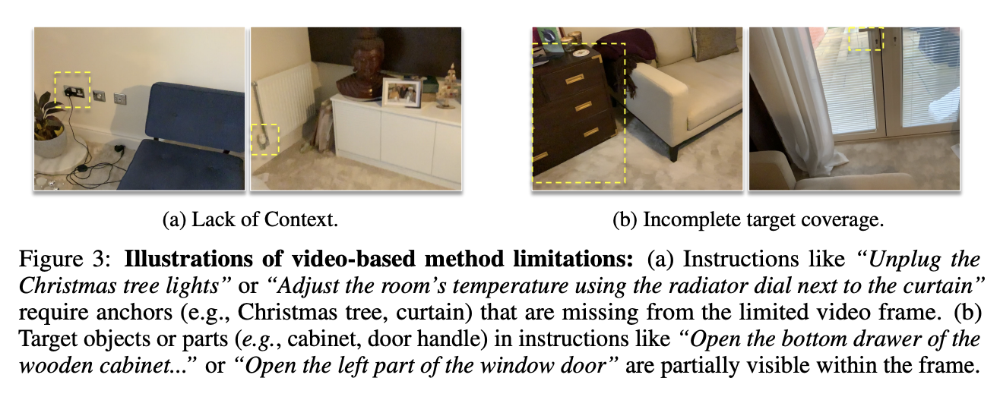 (a) Lack of Context.
(b) Incomplete target coverage.
Figure 3: Illustrations of video-based method limitations: (a) Instructions like “Unplug the
Christmas tree lights” or “Adjust the room’s temperature using the radiator dial next to the curtain”
require anchors (e.g., Christmas tree, curtain) that are missing from the limited video frame. (b)
Target objects or parts (e.g., cabinet, door handle) in instructions like “Open the bottom drawer of the
wooden cabinet...” or “Open the left part of the window door” are partially visible within the frame.